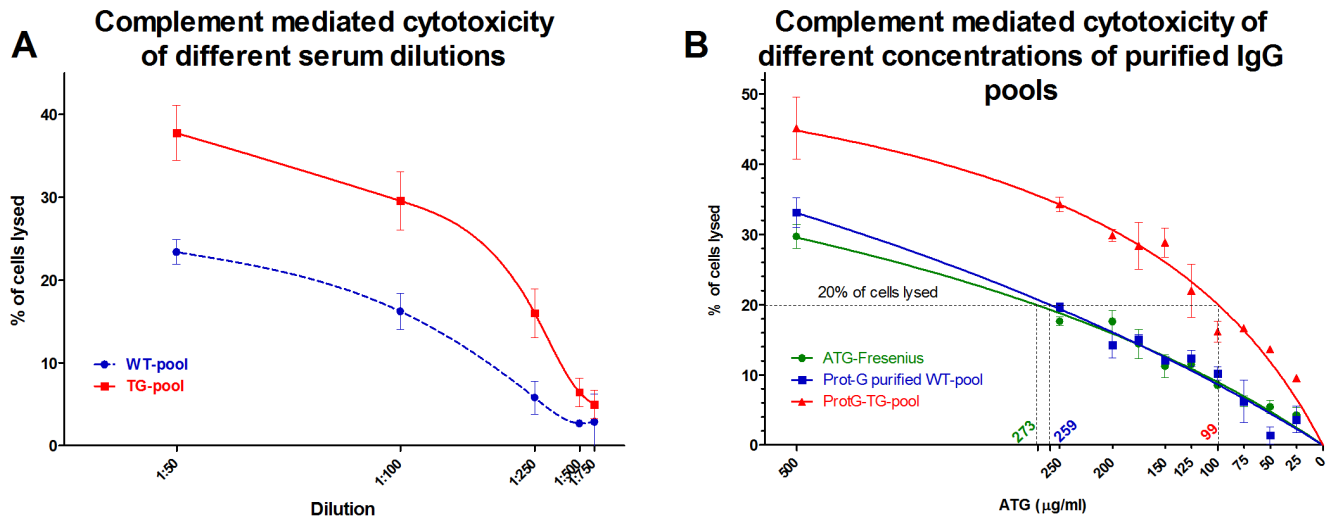 A
Complement mediated cytotoxicity
of different serum dilutions
% of cells lysed
40
30
20
10
0
WT-pool
TG-pool
1:50
1:100
1:250
1:500
1:750
Dilution
B
Complement mediated cytotoxicity of
different concentrations of purified IgG
pools
% of cells lysed
50
40
30
20
10
0
20% of cells lysed
ATG-Fresenius
Prot-G purified WT-pool
ProtG-TG-pool
273
259
99
500
250
200
150
125
100
75
50
25
0
ATG (μg/ml)